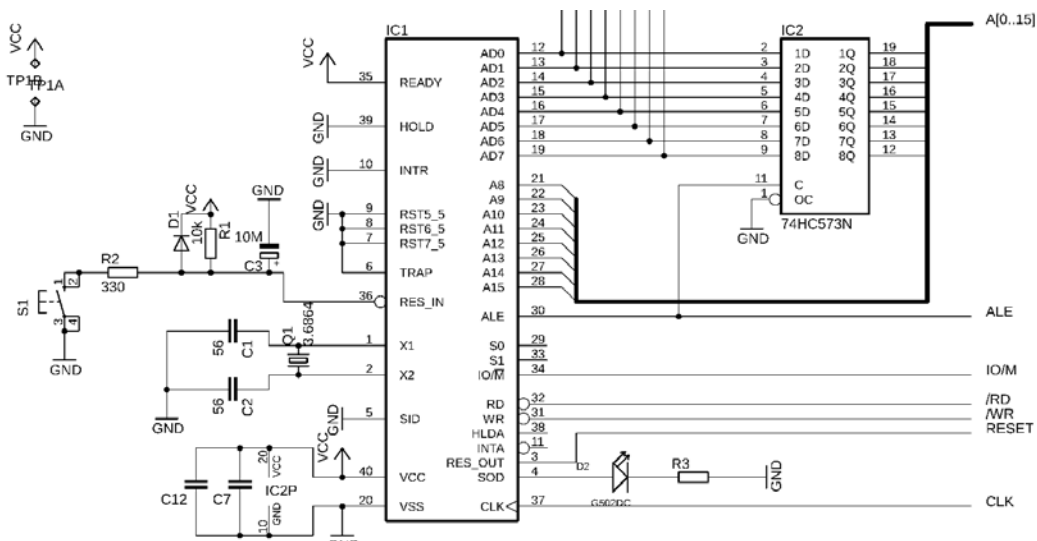 IC1
IC2
A[0..15]
VCC
TP1B
TP1A
GND
VCC
35 READY
GND
39 HOLD
GND
10 INTR
GND
9 RST5_5
8 RST6_5
7 RST7_5
6 TRAP
36 RES_IN
1 X1
2 X2
GND
5 SID
VCC
40 VCC
20 VSS
AD0 12
AD1 13
AD2 14
AD3 15
AD4 16
AD5 17
AD6 18
AD7 19
A8 21
A9 22
A10 23
A11 24
A12 25
A13 26
A14 27
A15 28
ALE 30
S0 29
S1 33
IO/M 34
RD 32
WR 31
HLDA 38
INTA 11
RES_OUT 3
SOD 4
CLK 37
2 1D 1Q 19
3 2D 2Q 18
4 3D 3Q 17
5 4D 4Q 16
6 5D 5Q 15
7 6D 6Q 14
8 7D 7Q 13
9 8D 8Q 12
11 C
1 OC
GND
74HC573N
ALE
IO/M
/RD
/WR
RESET
CLK
D2
G502DC
R3
GND
D1
VCC
10k
R1
GND
10M
C3
+
R2
330
S1
1
2
3
4
GND
Q1
3.6864
56
C1
56
C2
GND
C12
C7
20
VCC
IC2P
10
GND